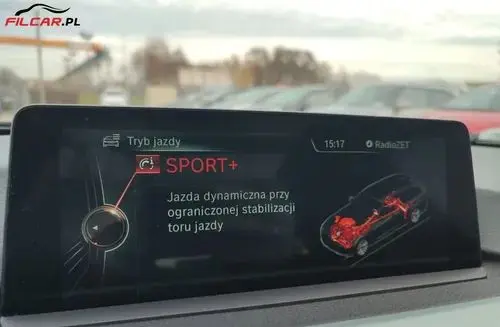 FILCAR.PL
Tryb jazdy
15:17
RadioZET
SPORT+
Jazda dynamiczna przy
ograniczonej stabilizacji
toru jazdy